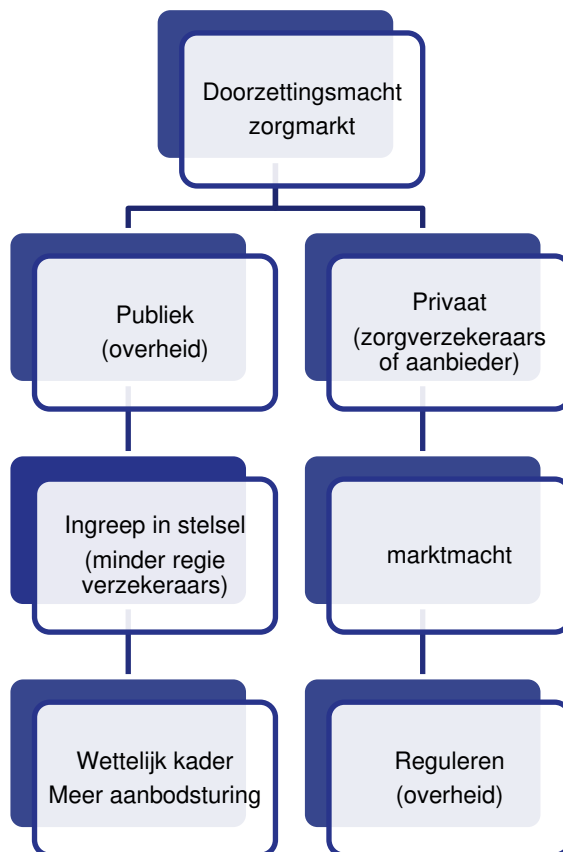 Doorzettingsmacht
zorgmarkt
Publiek
(overheid)
Privaat
(zorgverzekeraars
of aanbieder)
Ingreep in stelsel
(minder regie
verzekeraars)
marktmacht
Wettelijk kader
Meer aanbodsturing
Reguleren
(overheid)